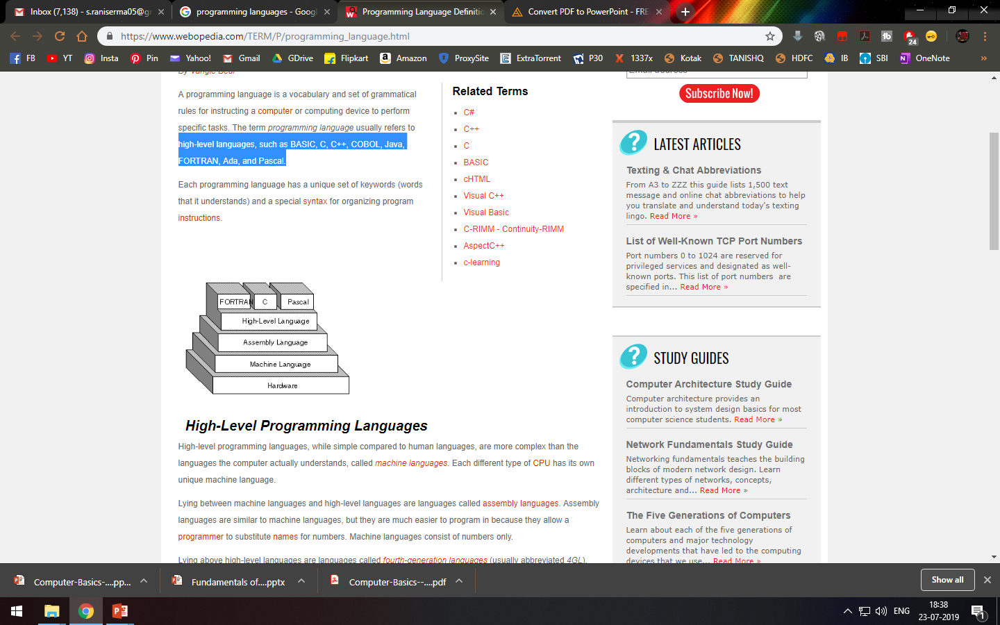 Inbox (7,138) - s.raniserma05@gr
programming languages - Googl
Programming Language Definitio
Convert PDF to PowerPoint - FRE
https://www.webopedia.com/TERM/P/programming_language.html
24
FB
YT
Insta
Pin
Yahoo!
Gmail
GDrive
Flipkart
Amazon
ProxySite
ExtraTorrent
P30
1337x
Kotak
TANISHQ
HDFC
IB
SBI
OneNote
By Vangie Beal
A programming language is a vocabulary and set of grammatical
rules for instructing a computer or computing device to perform
specific tasks. The term programming language usually refers to
high-level languages, such as BASIC, C, C++, COBOL, Java,
FORTRAN, Ada, and Pascal.
Each programming language has a unique set of keywords (words
that it understands) and a special syntax for organizing program
instructions.
Related Terms
C#
C++
C
BASIC
cHTML
Visual C++
Visual Basic
C-RIMM - Continuity-RIMM
AspectC++
c-learning
FORTRAN
C
Pascal
High-Level Language
Assembly Language
Machine Language
Hardware
High-Level Programming Languages
High-level programming languages, while simple compared to human languages, are more complex than the
languages the computer actually understands, called machine languages. Each different type of CPU has its own
unique machine language.
Lying between machine languages and high-level languages are languages called assembly languages. Assembly
languages are similar to machine languages, but they are much easier to program in because they allow a
programmer to substitute names for numbers. Machine languages consist of numbers only.
Lying above high-level languages are languages called fourth-generation languages (usually abbreviated 4GL).
Email address
Subscribe Now!
LATEST ARTICLES
Texting & Chat Abbreviations
From A3 to ZZZ this guide lists 1,500 text
message and online chat abbreviations to help
you translate and understand today's texting
lingo. Read More »
List of Well-Known TCP Port Numbers
Port numbers 0 to 1024 are reserved for
privileged services and designated as well-
known ports. This list of port numbers are
specified in... Read More »
STUDY GUIDES
Computer Architecture Study Guide
Computer architecture provides an
introduction to system design basics for most
computer science students. Read More »
Network Fundamentals Study Guide
Networking fundamentals teaches the building
blocks of modern network design. Learn
different types of networks, concepts,
architecture and... Read More »
The Five Generations of Computers
Learn about each of the five generations of
computers and major technology
developments that have led to the computing
devices that we use... Read More »
Computer-Basics-....pp...
Fundamentals of....pptx
Computer-Basics--....pdf
Show all
ENG
18:38
23-07-2019
1